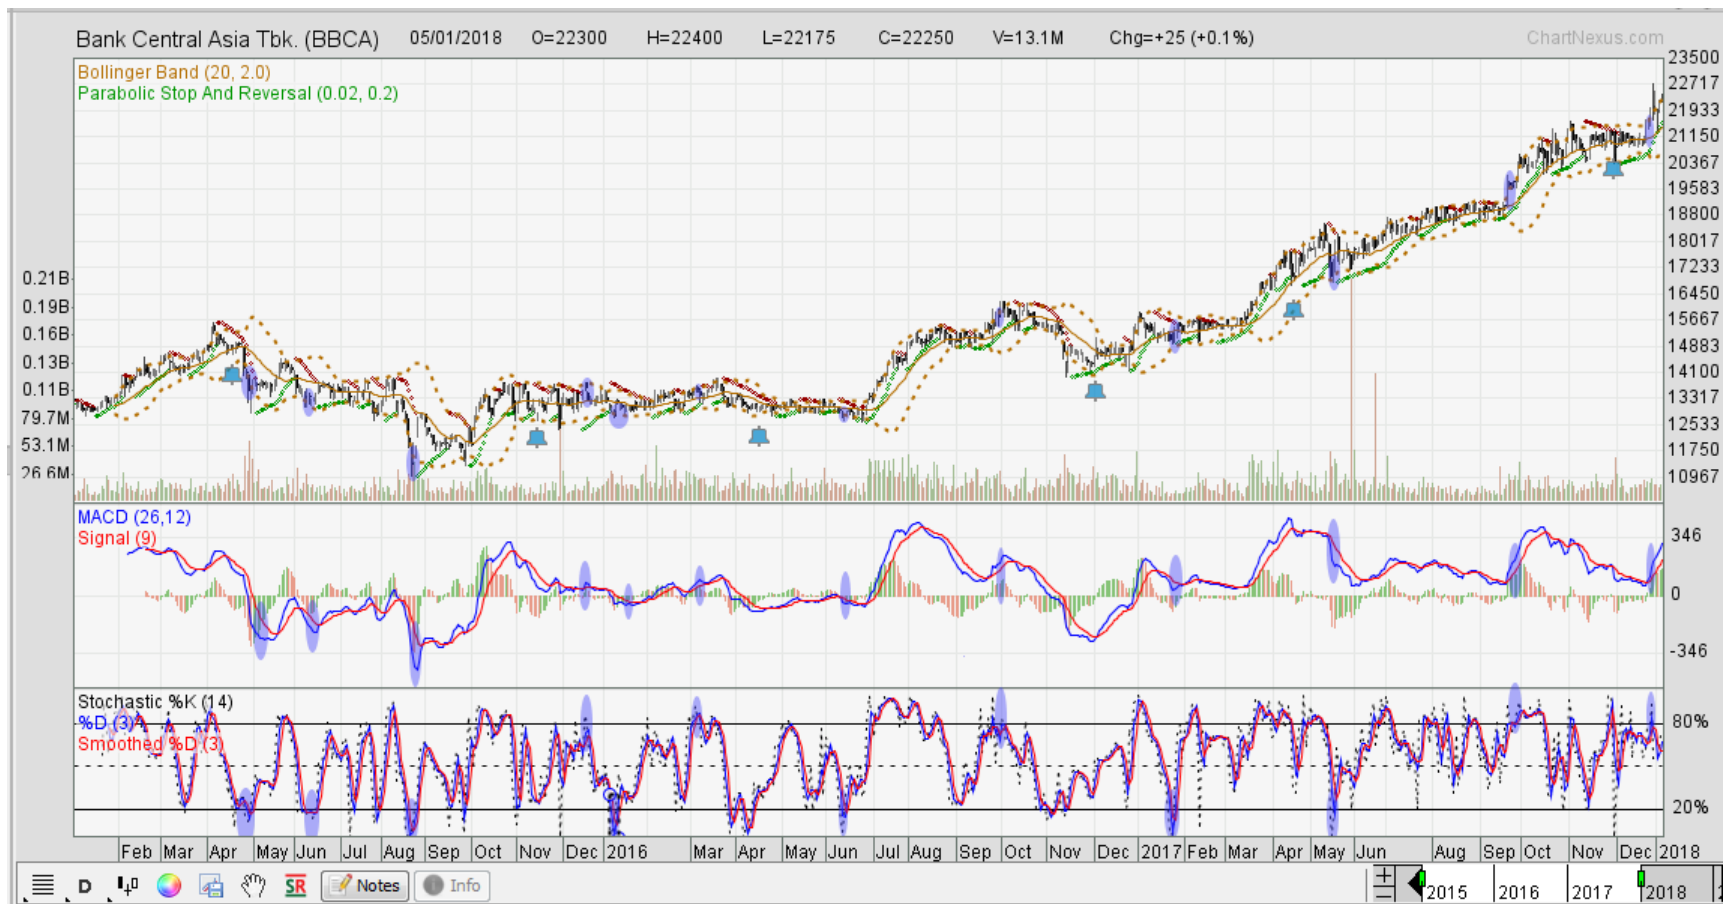 Bank Central Asia Tbk. (BBCA) 05/01/2018 O=22300 H=22400 L=22175 C=22250 V=13.1M Chg=+25 (+0.1%) ChartNexus.com
Bollinger Band (20, 2.0)
Parabolic Stop And Reversal (0.02, 0.2)
23500
22717
21933
21150
20367
19583
18800
18017
17233
16450
15667
14883
14100
13317
12533
11750
10967
0.21B
0.19B
0.16B
0.13B
0.11B
79.7M
53.1M
26.6M
MACD (26,12)
Signal (9)
346
0
-346
Stochastic %K (14)
%D (3)
Smoothed %D (3)
80%
20%
Feb Mar Apr May Jun Jul Aug Sep Oct Nov Dec 2016 Mar Apr May Jun Jul Aug Sep Oct Nov Dec 2017 Feb Mar Apr May Jun Aug Sep Oct Nov Dec 2018
D SR Notes Info
2015 2016 2017 2018